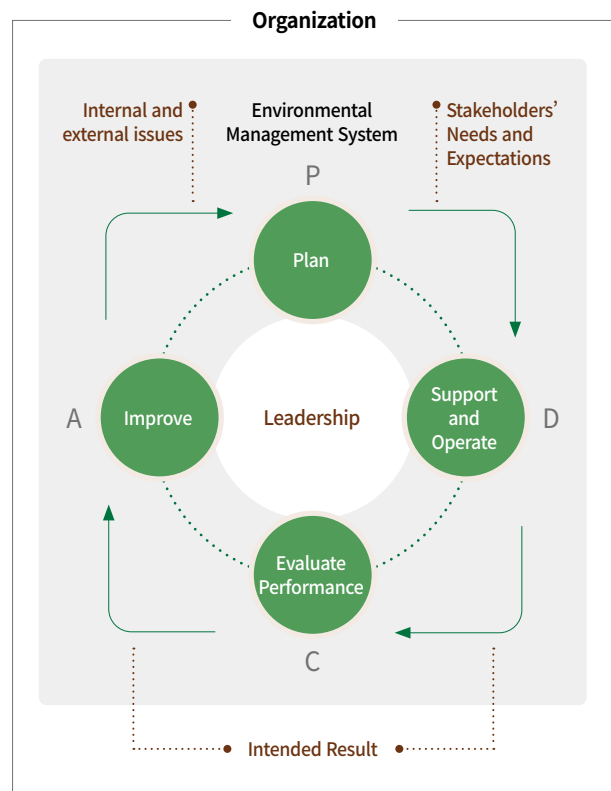 Organization
Internal and
external issues
Environmental
Management System
Stakeholders’
Needs and
Expectations
P
Plan
A
Improve
Leadership
Support
and
Operate
D
Evaluate
Performance
C
Intended Result